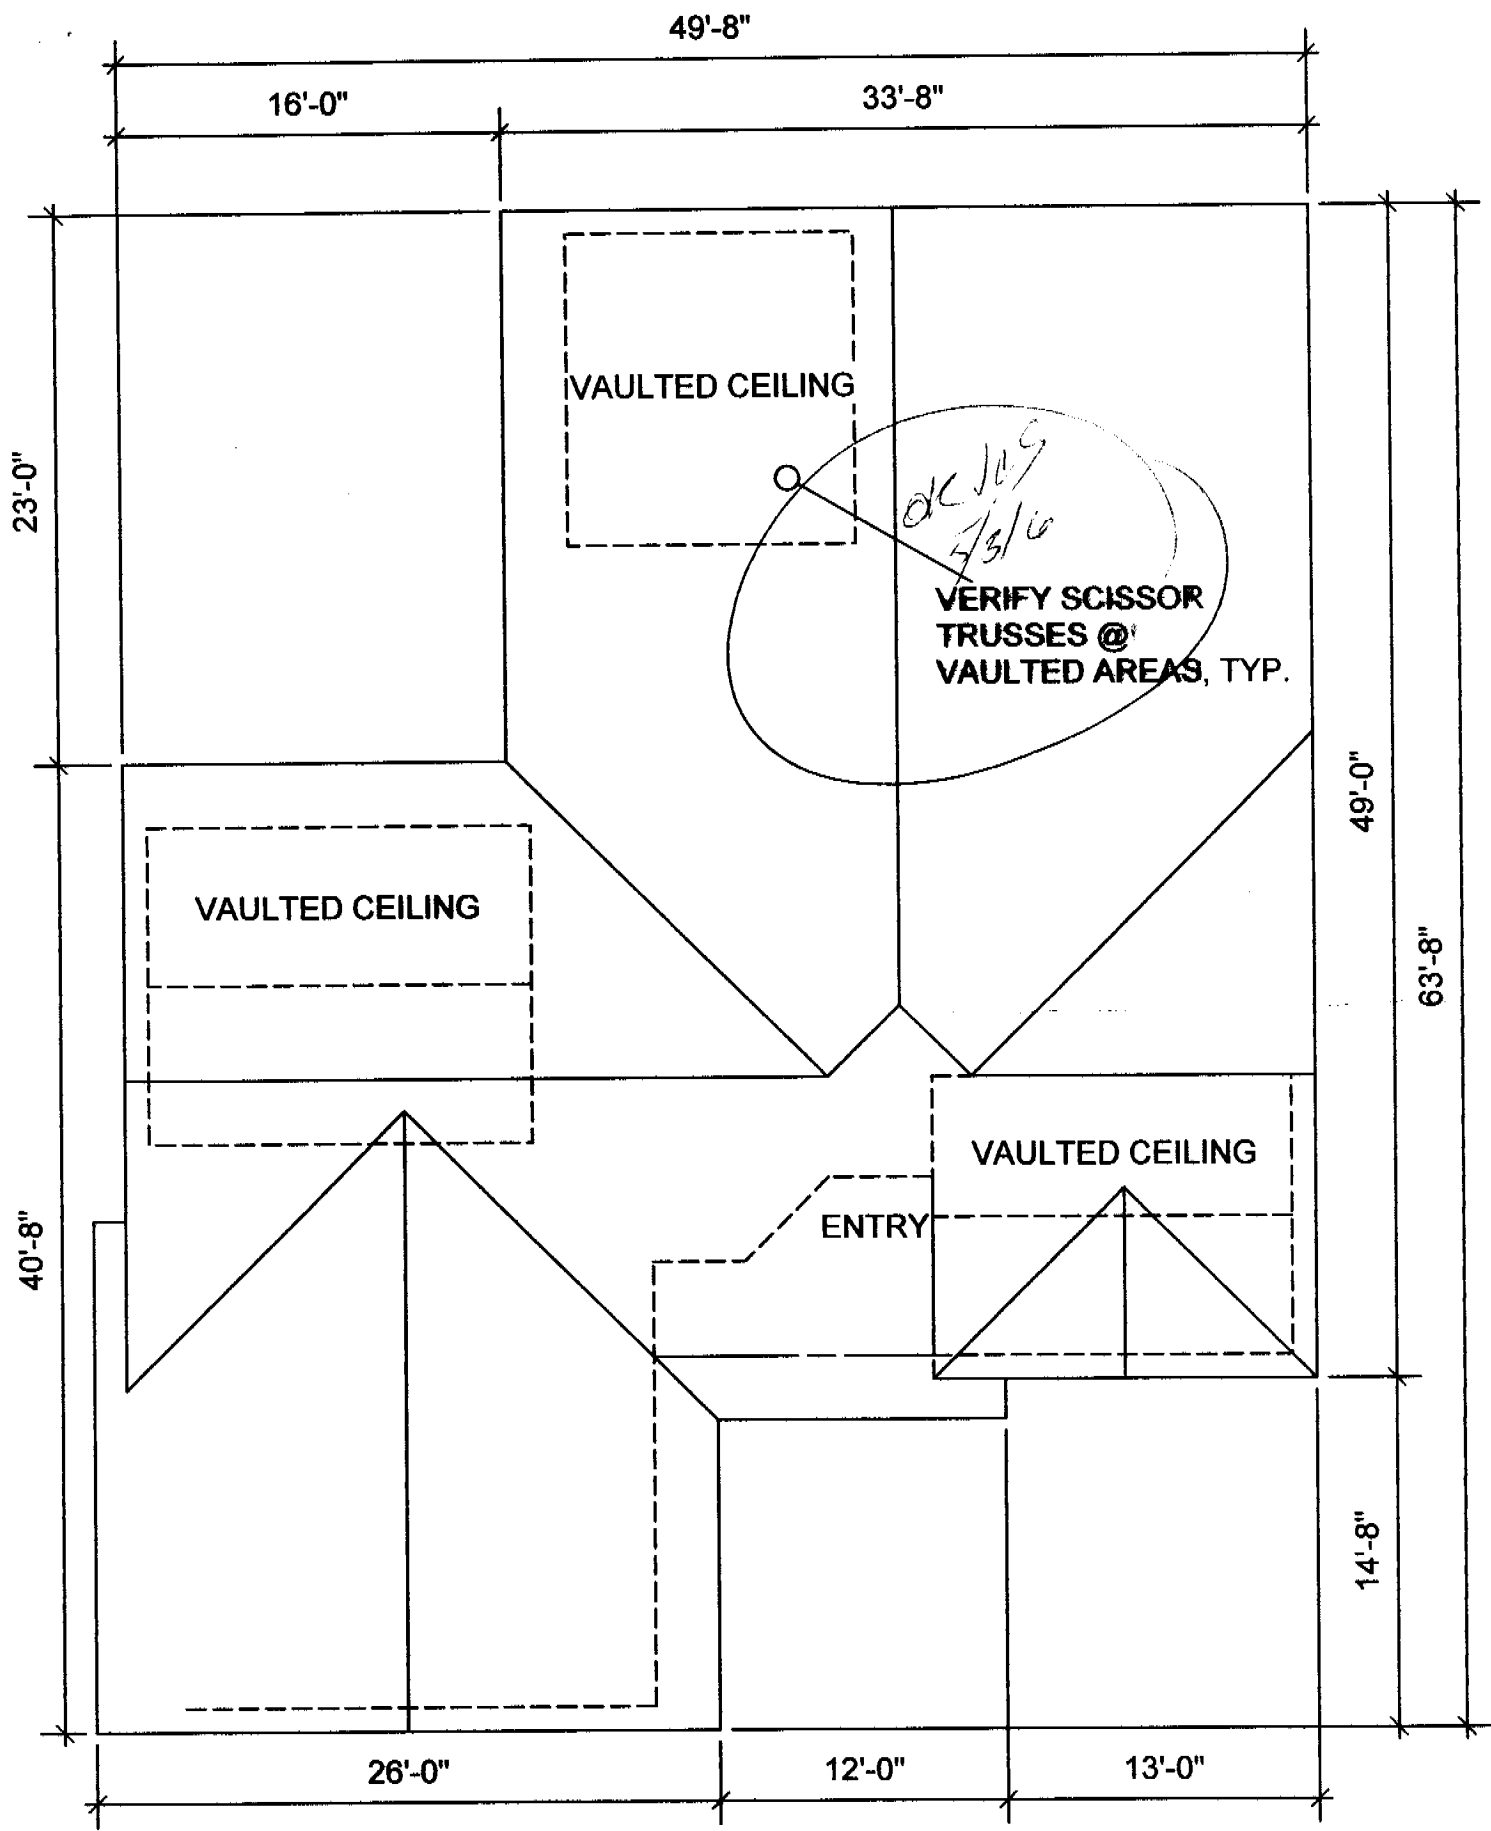 49'-8"
16'-0"
33'-8"
VAULTED CEILING
23'-0"
VERIFY SCISSOR
TRUSSES @
VAULTED AREAS, TYP.
49'-0"
VAULTED CEILING
63'-8"
VAULTED CEILING
ENTRY
40'-8"
14'-8"
26'-0"
12'-0"
13'-0"